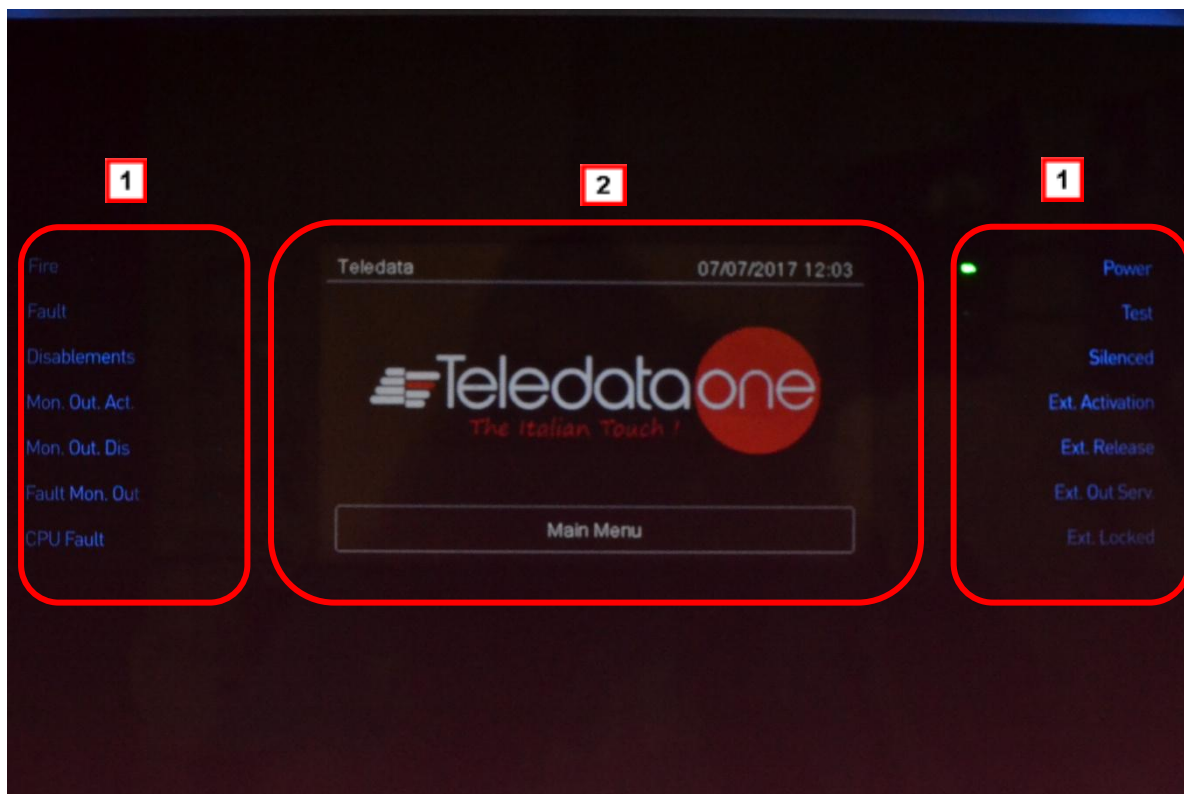 1
2
1
Fire
Fault
Disablements
Mon. Out. Act.
Mon. Out. Dis
Fault Mon. Out
CPU Fault
Teledata 07/07/2017 12:03
Teledata one
The Italian Touch !
Main Menu
Power
Test
Silenced
Ext. Activation
Ext. Release
Ext. Out Serv.
Ext. Locked